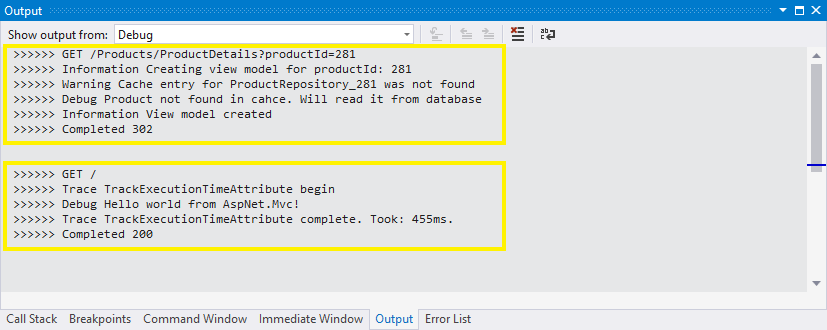 Output
Show output from: Debug
>>>>>> GET /Products/ProductDetails?productId=281
>>>>>> Information Creating view model for productId: 281
>>>>>> Warning Cache entry for ProductRepository_281 was not found
>>>>>> Debug Product not found in cahce. Will read it from database
>>>>>> Information View model created
>>>>>> Completed 302
>>>>>> GET /
>>>>>> Trace TrackExecutionTimeAttribute begin
>>>>>> Debug Hello world from AspNet.Mvc!
>>>>>> Trace TrackExecutionTimeAttribute complete. Took: 455ms.
>>>>>> Completed 200
Call Stack Breakpoints Command Window Immediate Window Output Error List